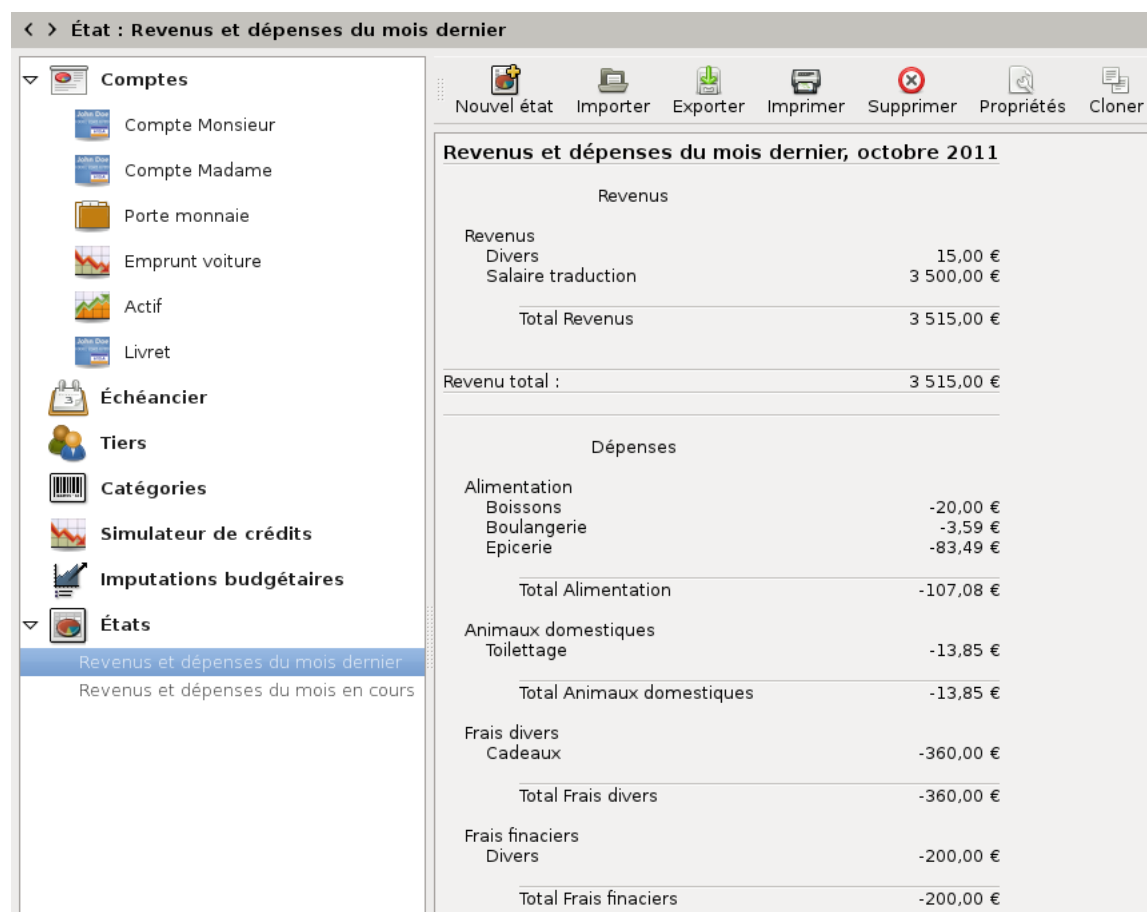 État : Revenus et dépenses du mois dernier
Comptes
Compte Monsieur
Compte Madame
Porte monnaie
Emprunt voiture
Actif
Livret
Échéancier
Tiers
Catégories
Simulateur de crédits
Imputations budgétaires
États
Revenus et dépenses du mois dernier
Revenus et dépenses du mois en cours
Nouvel état Importer Exporter Imprimer Supprimer Propriétés Cloner
Revenus et dépenses du mois dernier, octobre 2011
Revenus
Revenus
Divers 15,00 €
Salaire traduction 3 500,00 €
Total Revenus 3 515,00 €
Revenu total : 3 515,00 €
Dépenses
Alimentation
Boissons -20,00 €
Boulangerie -3,59 €
Epicerie -83,49 €
Total Alimentation -107,08 €
Animaux domestiques
Toilettage -13,85 €
Total Animaux domestiques -13,85 €
Frais divers
Cadeaux -360,00 €
Total Frais divers -360,00 €
Frais finaciers
Divers -200,00 €
Total Frais finaciers -200,00 €